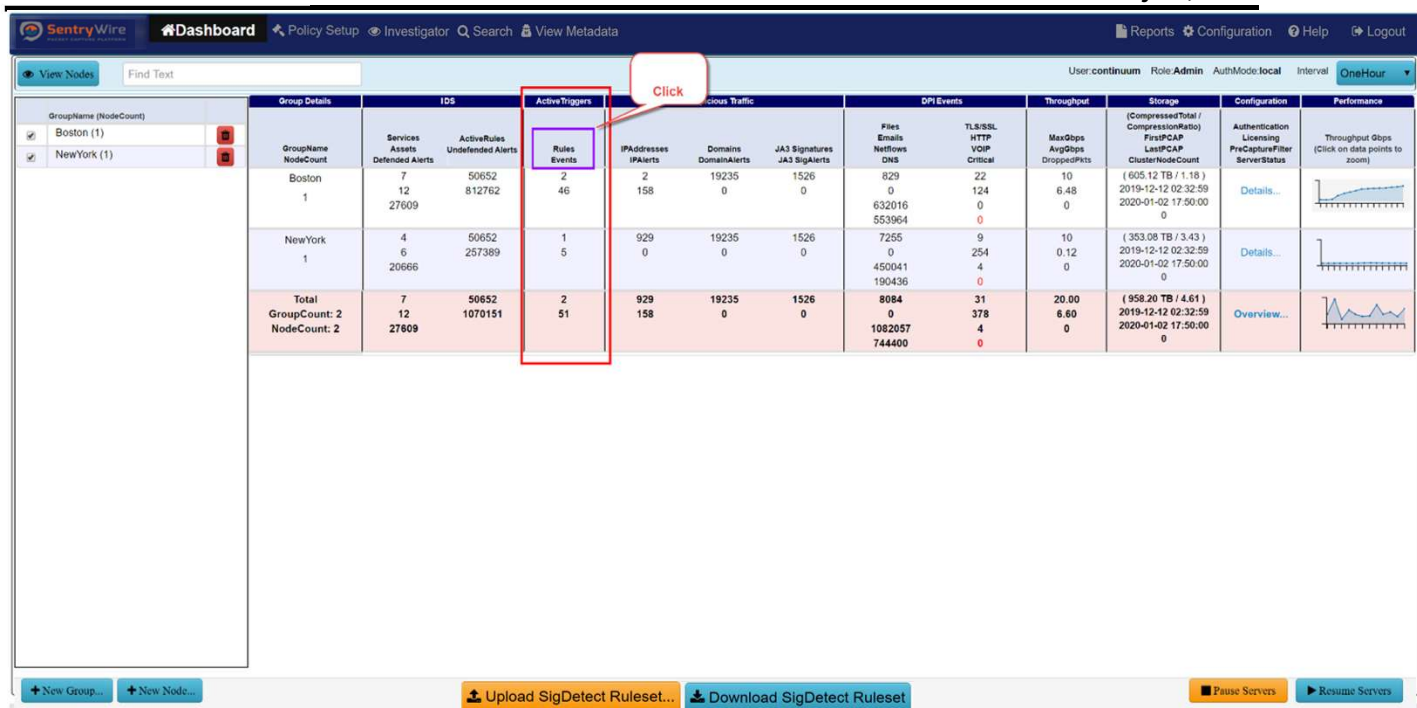 SentryWire
Dashboard Policy Setup Investigator Search View Metadata Reports Configuration Help Logout
View Nodes Find Text User:continuum Role:Admin AuthMode:local Interval OneHour
Click
GroupName (NodeCount)
Boston (1)
NewYork (1)
Group Details IDS ActiveTriggers icious Traffic DPI Events Throughput Storage Configuration Performance
GroupName
NodeCount
Services
Assets
Defended Alerts
ActiveRules
Undefended Alerts
Rules
Events
IPAddresses
IPAlerts
Domains
DomainAlerts
JA3 Signatures
JA3 SigAlerts
Files
Emails
Netflows
DNS
TLS/SSL
HTTP
VOIP
Critical
MaxGbps
AvgGbps
DroppedPkts
(CompressedTotal /
CompressionRatio)
FirstPCAP
LastPCAP
ClusterNodeCount
Authentication
Licensing
PreCaptureFilter
ServerStatus
Throughput Gbps
(Click on data points to
zoom)
Boston 7 50652 2 2 19235 1526 829 22 10 ( 605.12 TB / 1.18 )
1 12 812762 46 158 0 0 0 124 6.48 2019-12-12 02:32:59 Details...
27609 632016 0 0 2020-01-02 17:50:00
553964 0 0
NewYork 4 50652 1 929 19235 1526 7255 9 10 ( 353.08 TB / 3.43 )
1 6 257389 5 0 0 0 0 254 0.12 2019-12-12 02:32:59 Details...
20666 450041 4 0 2020-01-02 17:50:00
190436 0 0
Total 7 50652 2 929 19235 1526 8084 31 20.00 ( 958.20 TB / 4.61 )
GroupCount: 2 12 1070151 51 158 0 0 0 378 6.60 2019-12-12 02:32:59 Overview...
NodeCount: 2 27609 1082057 4 0 2020-01-02 17:50:00
744400 0 0
New Group... New Node... Upload SigDetect Ruleset... Download SigDetect Ruleset Pause Servers Resume Servers